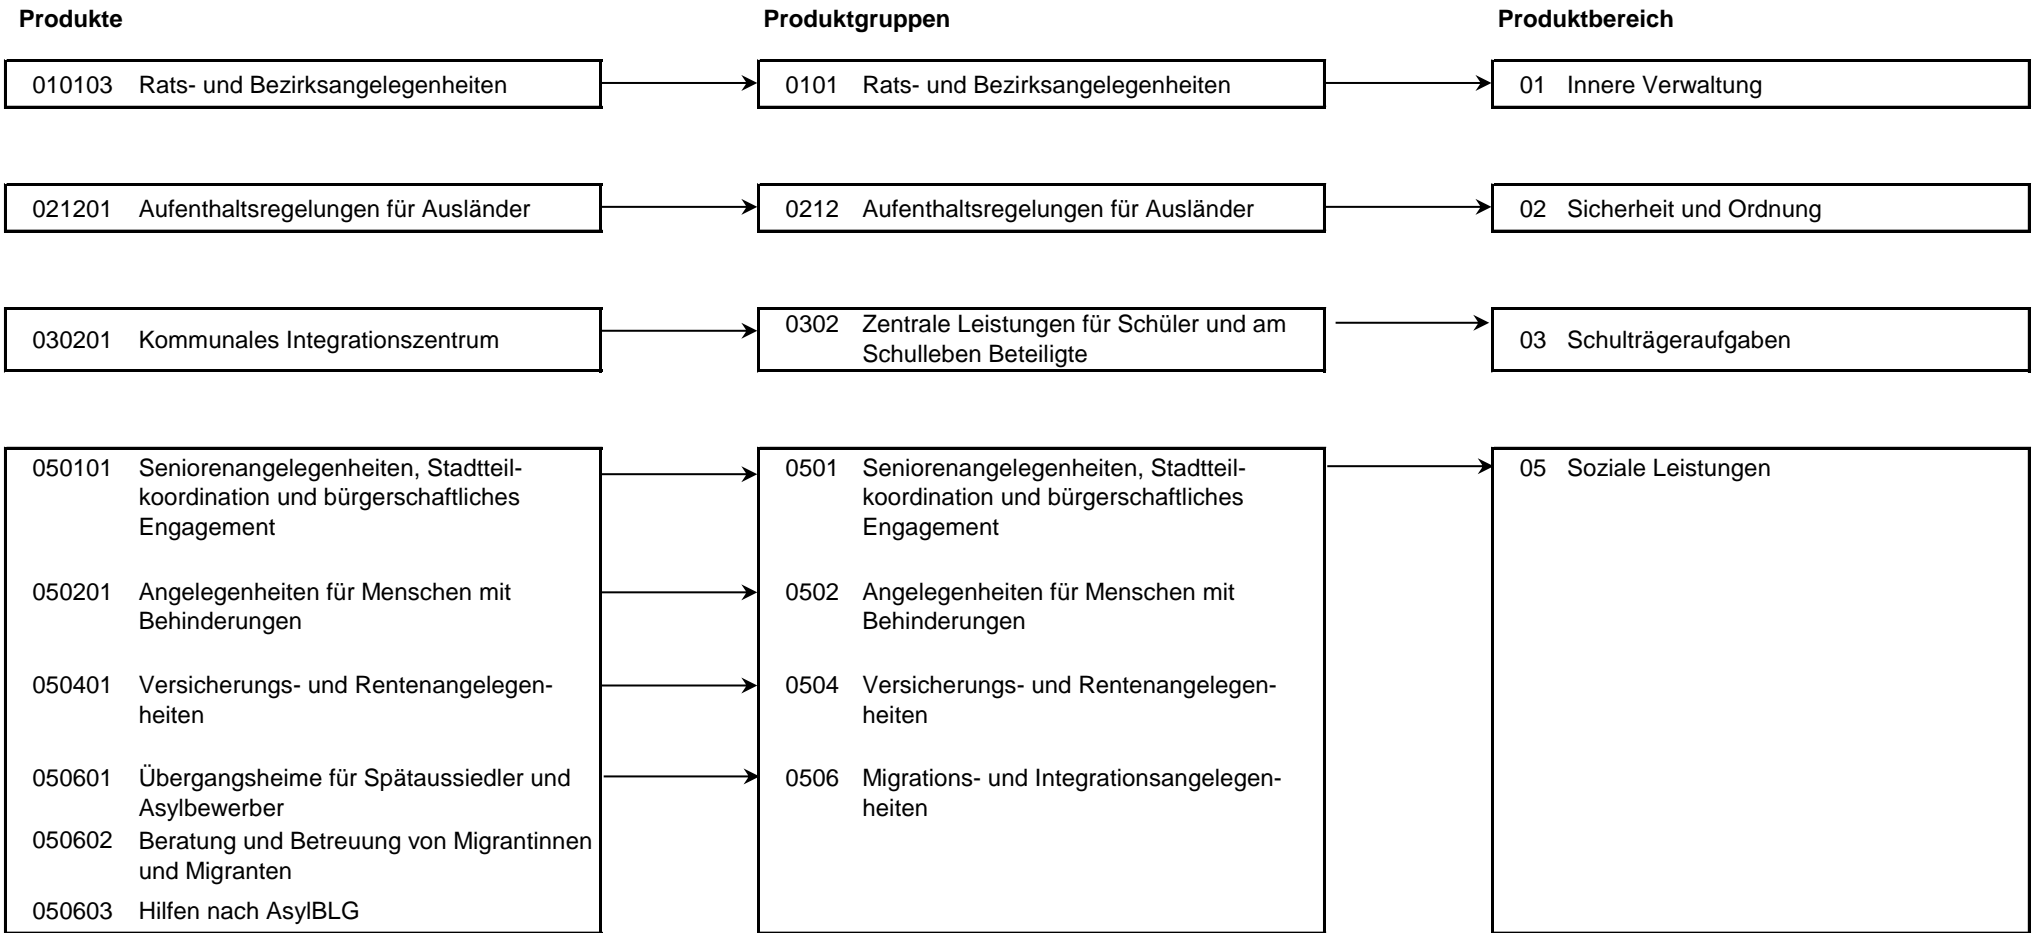 Produkte Produktgruppen Produktbereich
010103 Rats- und Bezirksangelegenheiten 0101 Rats- und Bezirksangelegenheiten 01 Innere Verwaltung
021201 Aufenthaltsregelungen für Ausländer 0212 Aufenthaltsregelungen für Ausländer 02 Sicherheit und Ordnung
030201 Kommunales Integrationszentrum
0302 Zentrale Leistungen für Schüler und am
Schulleben Beteiligte
03 Schulträgeraufgaben
050101 Seniorenangelegenheiten, Stadtteil-
koordination und bürgerschaftliches
Engagement
050201 Angelegenheiten für Menschen mit
Behinderungen
050401 Versicherungs- und Rentenangelegen-
heiten
050601 Übergangsheime für Spätaussiedler und
Asylbewerber
050602 Beratung und Betreuung von Migrantinnen
und Migranten
050603 Hilfen nach AsylBLG
0501 Seniorenangelegenheiten, Stadtteil-
koordination und bürgerschaftliches
Engagement
0502 Angelegenheiten für Menschen mit
Behinderungen
0504 Versicherungs- und Rentenangelegen-
heiten
0506 Migrations- und Integrationsangelegen-
heiten
05 Soziale Leistungen